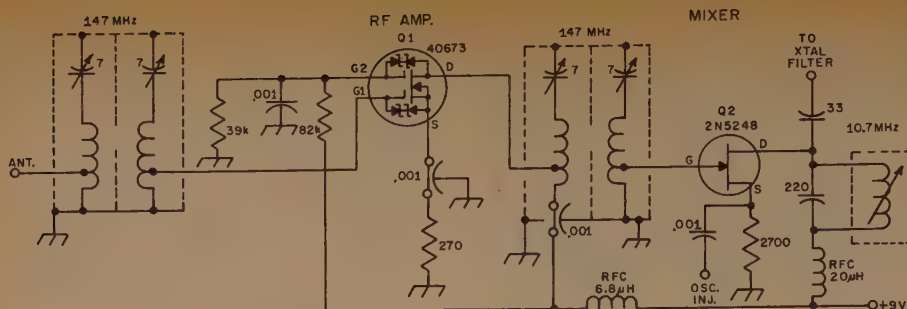 RF AMP.
MIXER
147 MHz
Q1
40673
147 MHz
TO
XTAL
FILTER
7
7
G2
D
7
7
33
.001
G1
Q2
2N5248
10.7MHz
39k
82k
S
G
D
220
ANT.
.001
S
.001
.001
2700
270
RFC
6.8µH
OSC.
INJ.
RFC
20µH
+9V